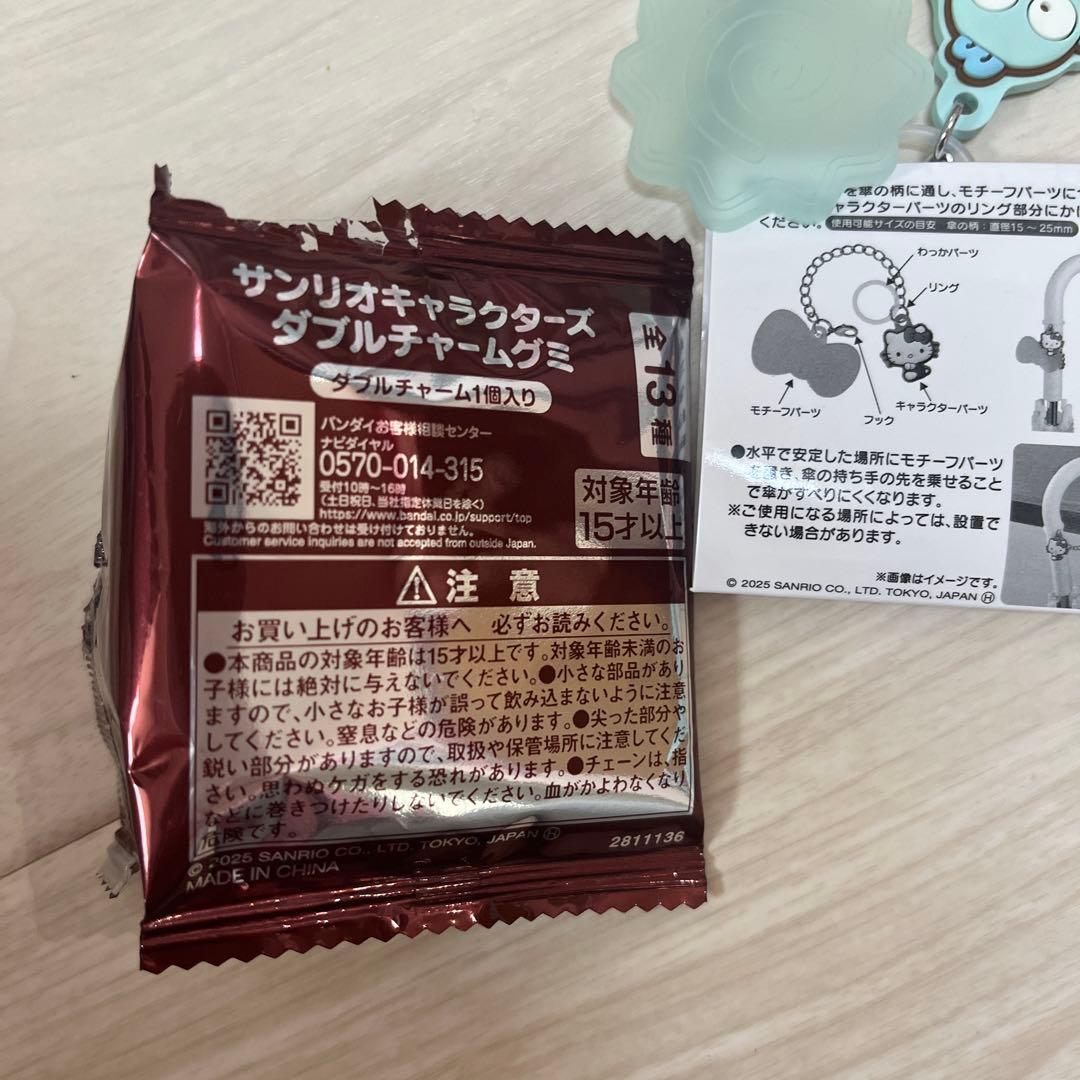 サンリオキャラクターズ
ダブルチャームグミ
ダブルチャーム1個入り
全13種
バンダイお客様相談センター
ナビダイヤル
0570-014-315
受付10時～16時
(土日祝日、当社指定休業日を除く)
https://www.bandai.co.jp/support/top
海外からのお問い合わせは受け付けておりません。
Customer service inquiries are not accepted from outside Japan.
対象年齢
15才以上
注意
お買い上げのお客様へ 必ずお読みください。
●本商品の対象年齢は15才以上です。対象年齢未満のお
子様には絶対に与えないでください。●小さな部品があり
ますので、小さなお子様が誤って飲み込まないように注意
してください。窒息などの危険があります。●尖った部分や
鋭い部分がありますので、取扱や保管場所に注意してくだ
さい。思わぬケガをする恐れがあります。●チェーンは、指
などに巻きつけたりしないでください。血がかよわなくなり
危険です。
© 2025 SANRIO CO., LTD. TOKYO, JAPAN Ⓗ
2811136
MADE IN CHINA
を傘の柄に通し、モチーフパーツに
ャラクターパーツのリング部分にか
ください。
使用可能サイズの目安 傘の柄：直径15～25mm
わっかパーツ
リング
モチーフパーツ
フック
キャラクターパーツ
●水平で安定した場所にモチーフパーツ
を置き、傘の持ち手の先を乗せること
で傘がすべりにくくなります。
※ご使用になる場所によっては、設置で
きない場合があります。
※画像はイメージです。
© 2025 SANRIO CO., LTD. TOKYO, JAPAN Ⓗ